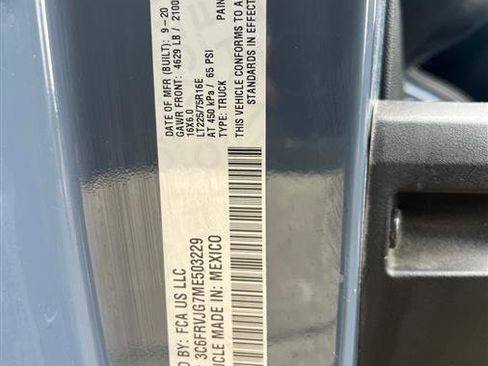 D BY: FCA US LLC
3C6FRVJG7ME503229
ICLE MADE IN: MEXICO
DATE OF MFR (BUILT): 9-20
GAWR FRONT: 4629 LB / 2100
16X6.0
LT225/75R16E
AT 450 kPa / 65 PSI
TYPE: TRUCK
THIS VEHICLE CONFORMS TO A
STANDARDS IN EFFECT
PAIN